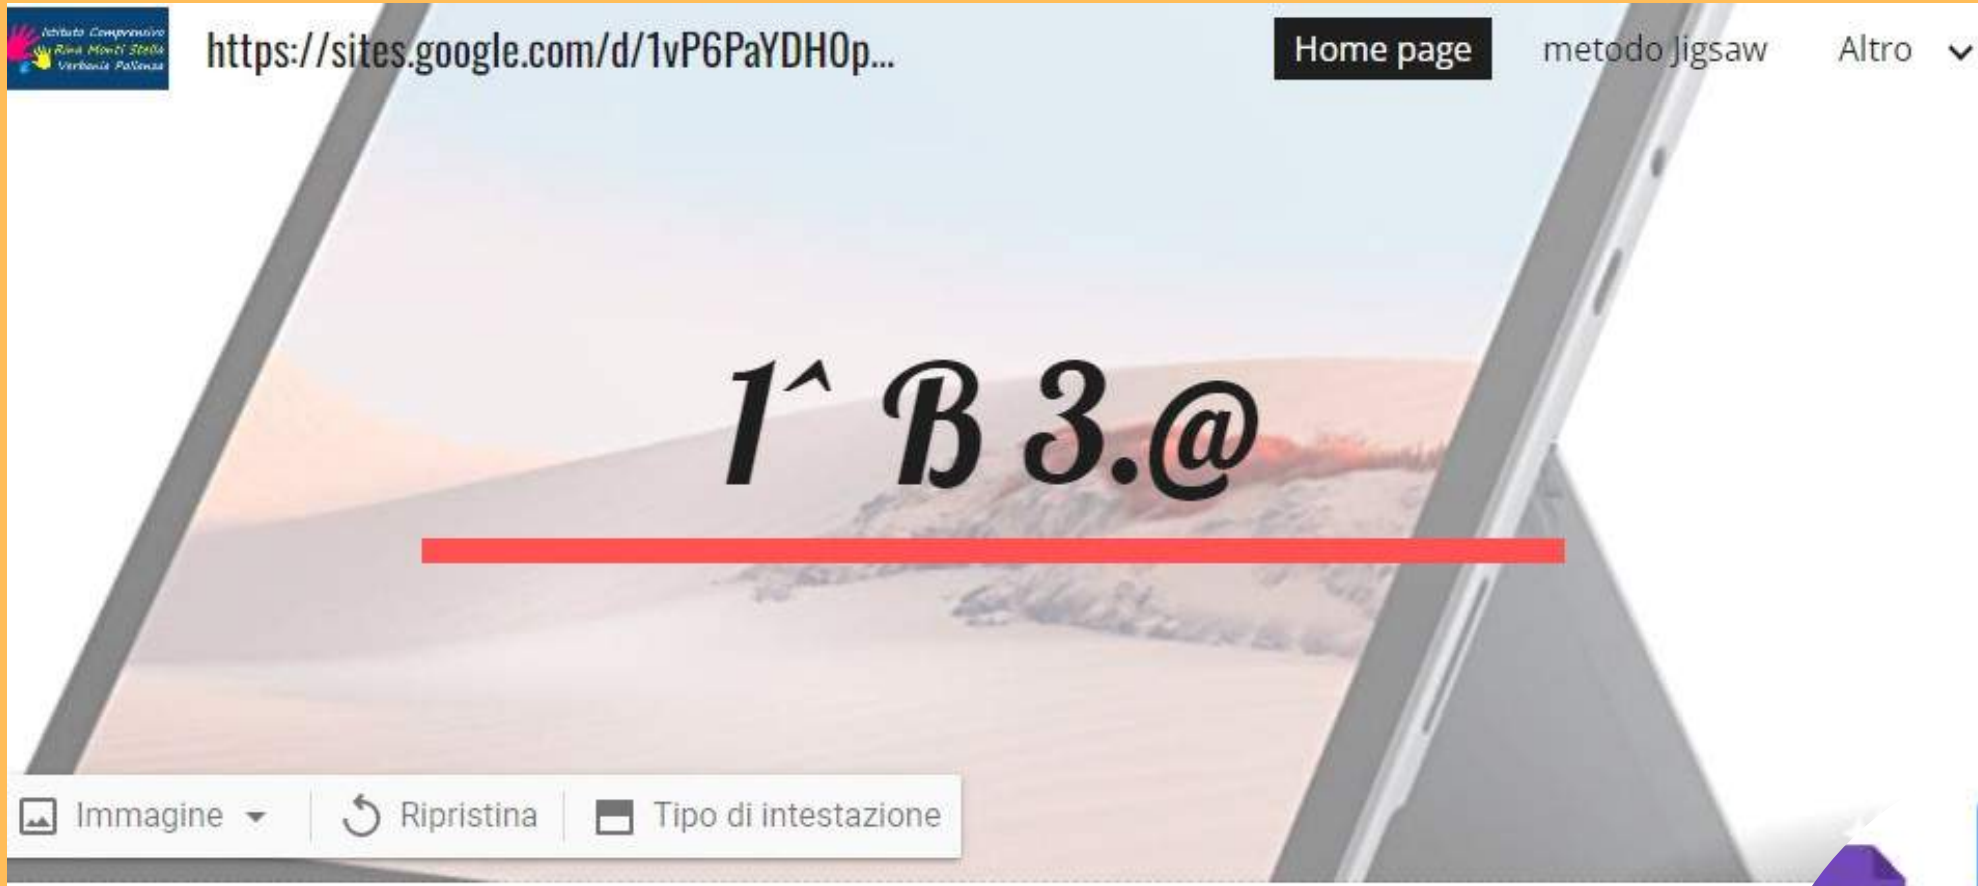 Istituto Comprensivo
Rina Monti Stella
Verbania Pallanza
https://sites.google.com/d/1vP6PaYDH0p...
Home page
metodo Jigsaw
Altro
1^ B 3.@
Immagine
Ripristina
Tipo di intestazione